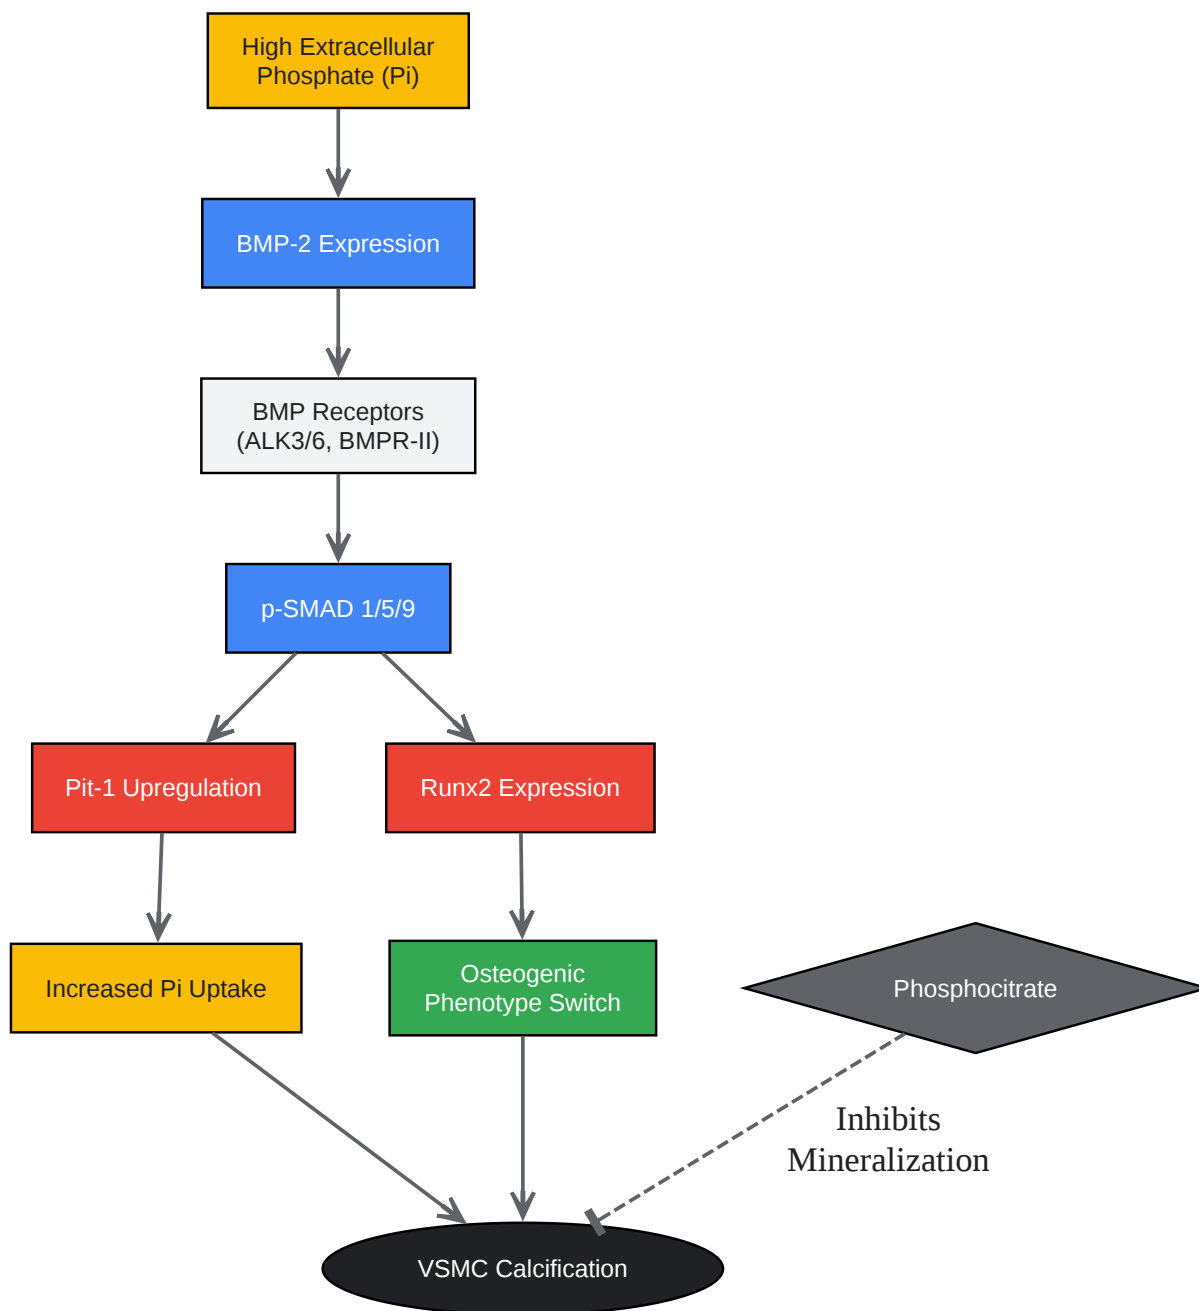 High Extracellular
Phosphate (Pi)
BMP-2 Expression
BMP Receptors
(ALK3/6, BMPR-II)
p-SMAD 1/5/9
Pit-1 Upregulation
Runx2 Expression
Increased Pi Uptake
Osteogenic
Phenotype Switch
Phosphocitrate
Inhibits
Mineralization
VSMC Calcification